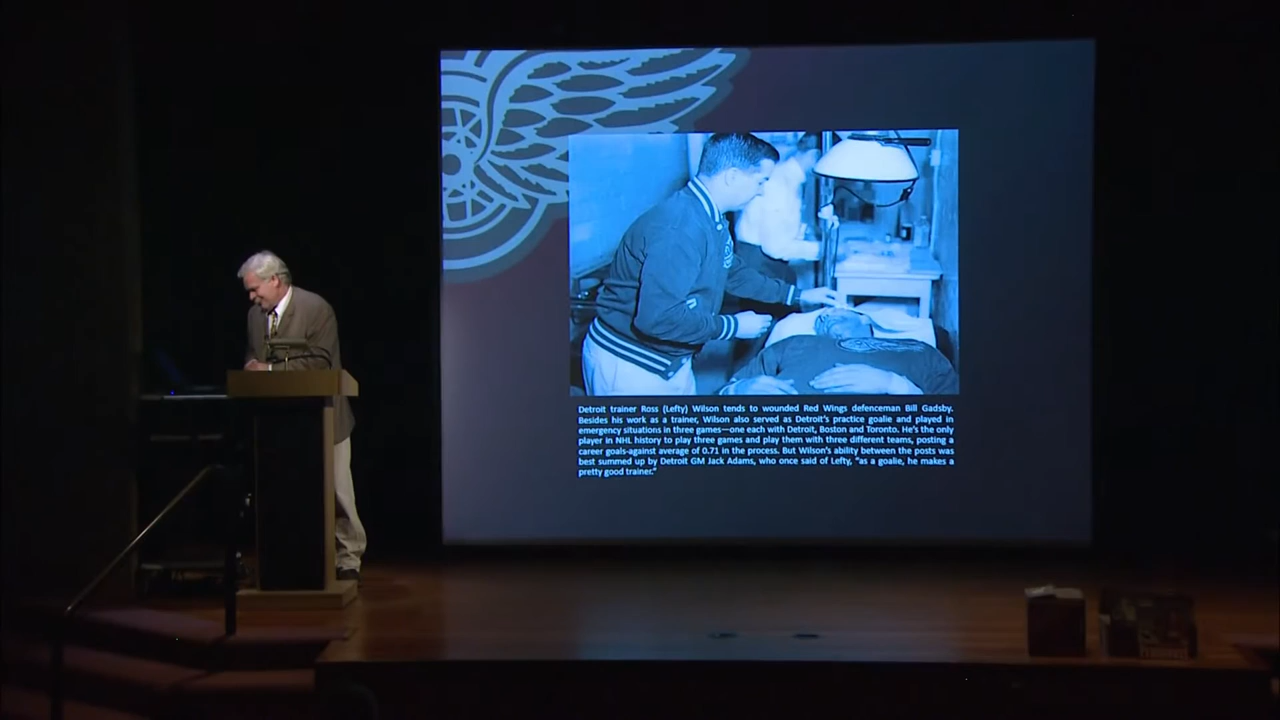 Detroit trainer Ross (Lefty) Wilson tends to wounded Red Wings defenceman Bill Gadsby.
Besides his work as a trainer, Wilson also served as Detroit's practice goalie and played in
emergency situations in three games—one each with Detroit, Boston and Toronto. He's the only
player in NHL history to play three games and play them with three different teams, posting a
career goals-against average of 0.71 in the process. But Wilson's ability between the posts was
best summed up by Detroit GM Jack Adams, who once said of Lefty, "as a goalie, he makes a
pretty good trainer."